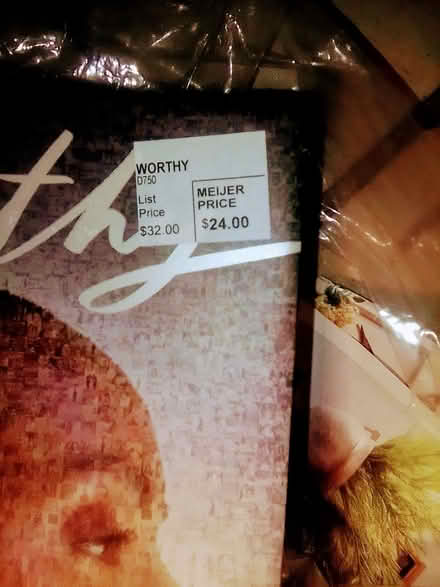 WORTHY
D750
List
Price
$32.00
MEIJER
PRICE
$24.00
thy